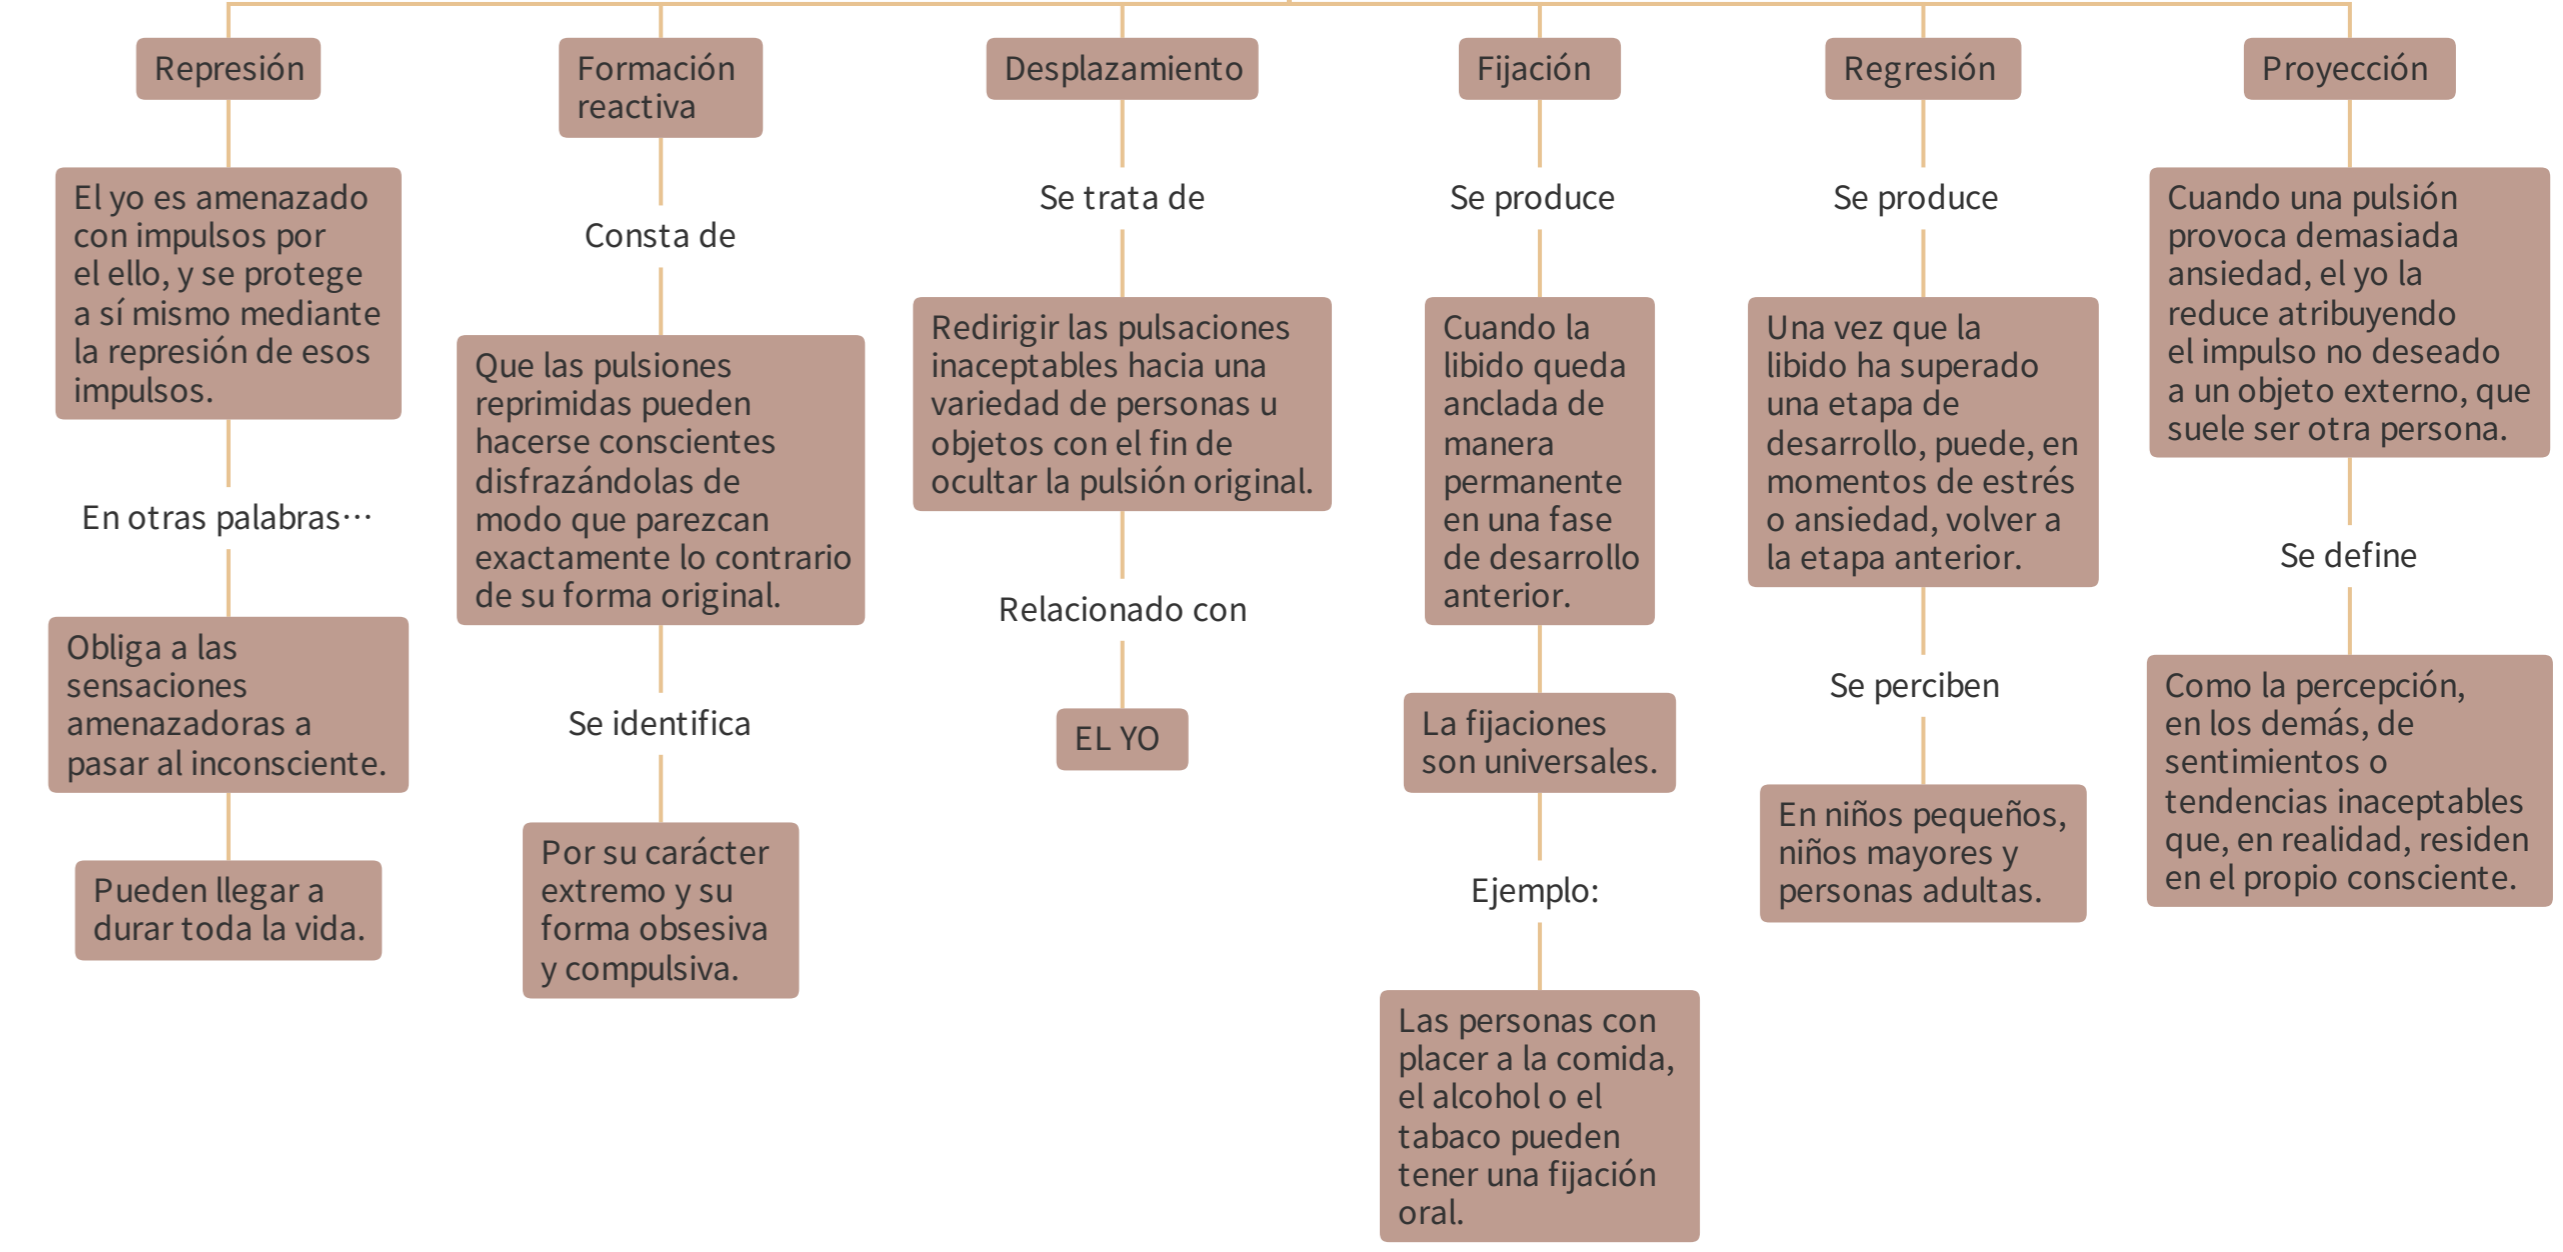 Represión
El yo es amenazado
con impulsos por
el ello, y se protege
a sí mismo mediante
la represión de esos
impulsos.
En otras palabras⋯
Obliga a las
sensaciones
amenazadoras a
pasar al inconsciente.
Pueden llegar a
durar toda la vida.
Formación
reactiva
Consta de
Que las pulsiones
reprimidas pueden
hacerse conscientes
disfrazándolas de
modo que parezcan
exactamente lo contrario
de su forma original.
Se identifica
Por su carácter
extremo y su
forma obsesiva
y compulsiva.
Desplazamiento
Se trata de
Redirigir las pulsaciones
inaceptables hacia una
variedad de personas u
objetos con el fin de
ocultar la pulsión original.
Relacionado con
EL YO
Fijación
Se produce
Cuando la
libido queda
anclada de
manera
permanente
en una fase
de desarrollo
anterior.
La fijaciones
son universales.
Ejemplo:
Las personas con
placer a la comida,
el alcohol o el
tabaco pueden
tener una fijación
oral.
Regresión
Se produce
Una vez que la
libido ha superado
una etapa de
desarrollo, puede, en
momentos de estrés
o ansiedad, volver a
la etapa anterior.
Se perciben
En niños pequeños,
niños mayores y
personas adultas.
Proyección
Cuando una pulsión
provoca demasiada
ansiedad, el yo la
reduce atribuyendo
el impulso no deseado
a un objeto externo, que
suele ser otra persona.
Se define
Como la percepción,
en los demás, de
sentimientos o
tendencias inaceptables
que, en realidad, residen
en el propio consciente.